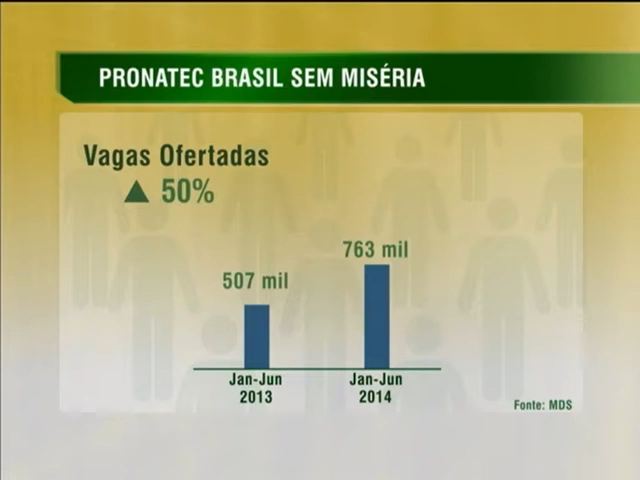 PRONATEC BRASIL SEM MISÉRIA
Vagas Ofertadas
▲ 50%
763 mil
507 mil
Jan-Jun
2013
Jan-Jun
2014
Fonte: MDS